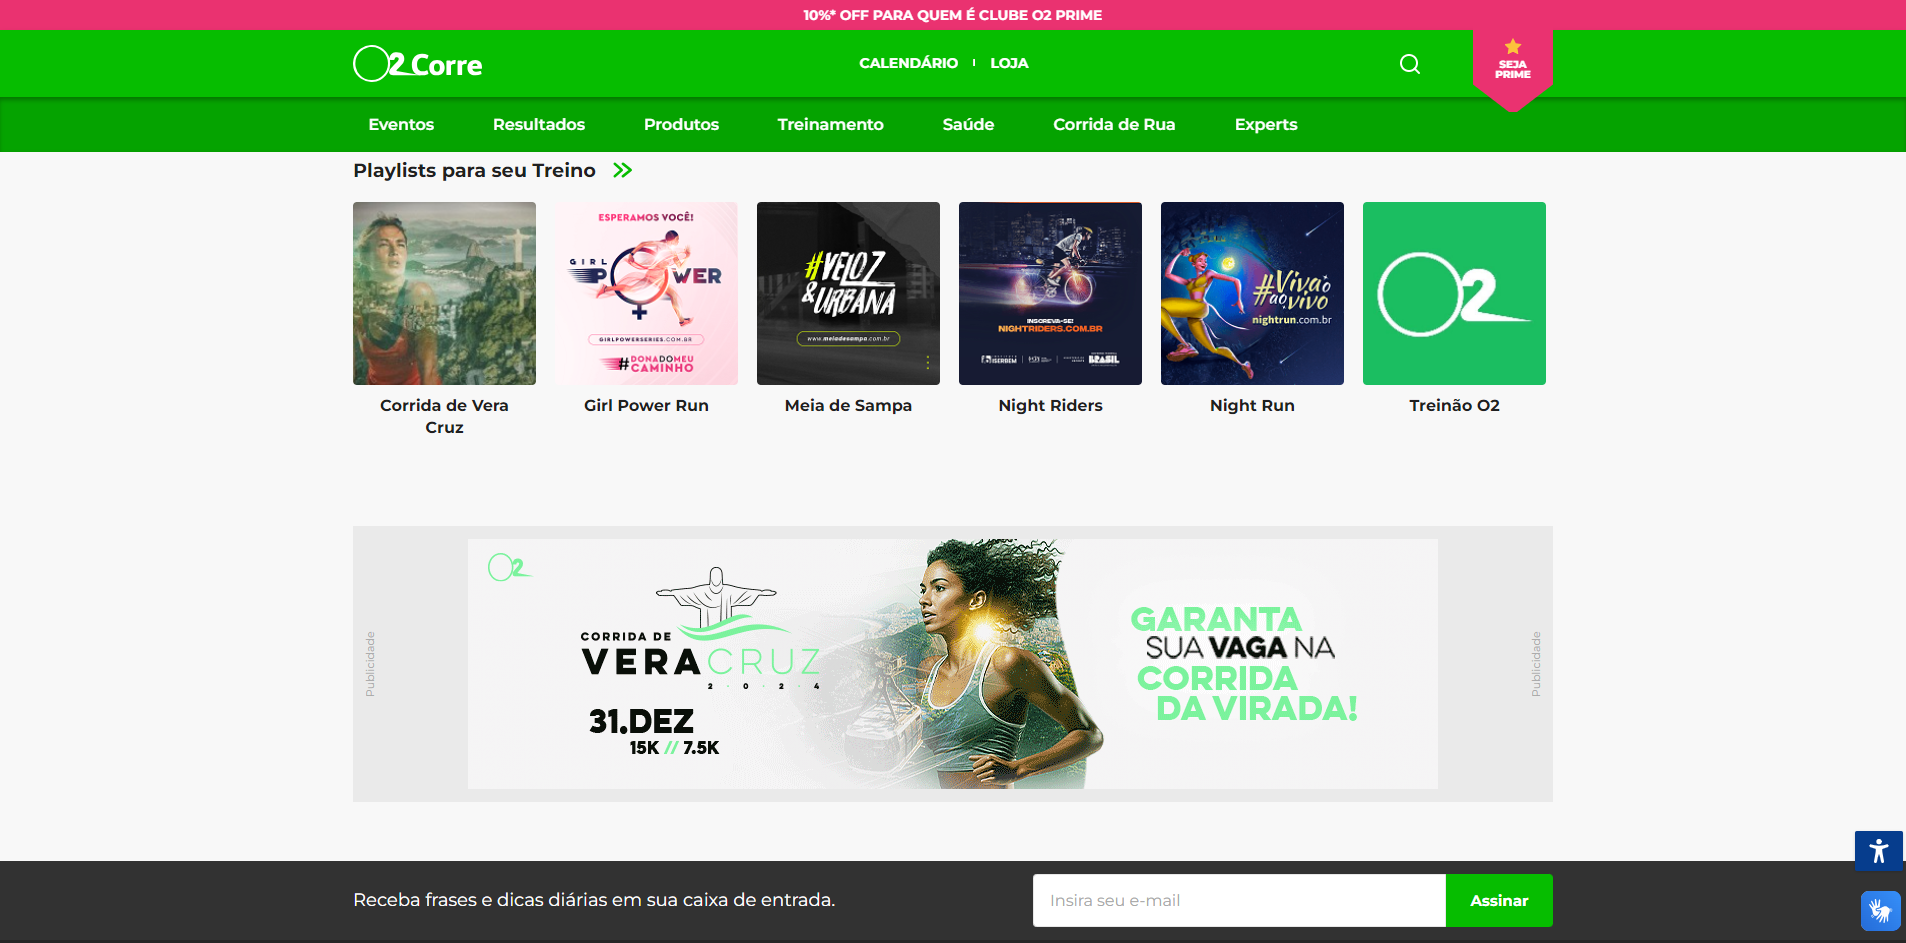 10%* OFF PARA QUEM É CLUBE O2 PRIME
O2 Corre
CALENDÁRIO
LOJA
SEJA
PRIME
Eventos
Resultados
Produtos
Treinamento
Saúde
Corrida de Rua
Experts
Playlists para seu Treino
ESPERAMOS VOCÊ!
GIRL
POWER
GIRLPOWERSERIES.COM.BR
#DONADOMEU
CAMINHO
#VELOZ
&URBANA
www.meiadesampa.com.br
INSCREVA-SE!
NIGHTRIDERS.COM.BR
BRASIL
#Viva o
ao vivo
nightrun.com.br
O2
Corrida de Vera
Cruz
Girl Power Run
Meia de Sampa
Night Riders
Night Run
Treinão O2
Publicidade
O2
CORRIDA DE
VERA CRUZ
2 · 0 · 2 · 4
31.DEZ
15K // 7.5K
GARANTA
SUA VAGA NA
CORRIDA
DA VIRADA!
Publicidade
Receba frases e dicas diárias em sua caixa de entrada.
Insira seu e-mail
Assinar